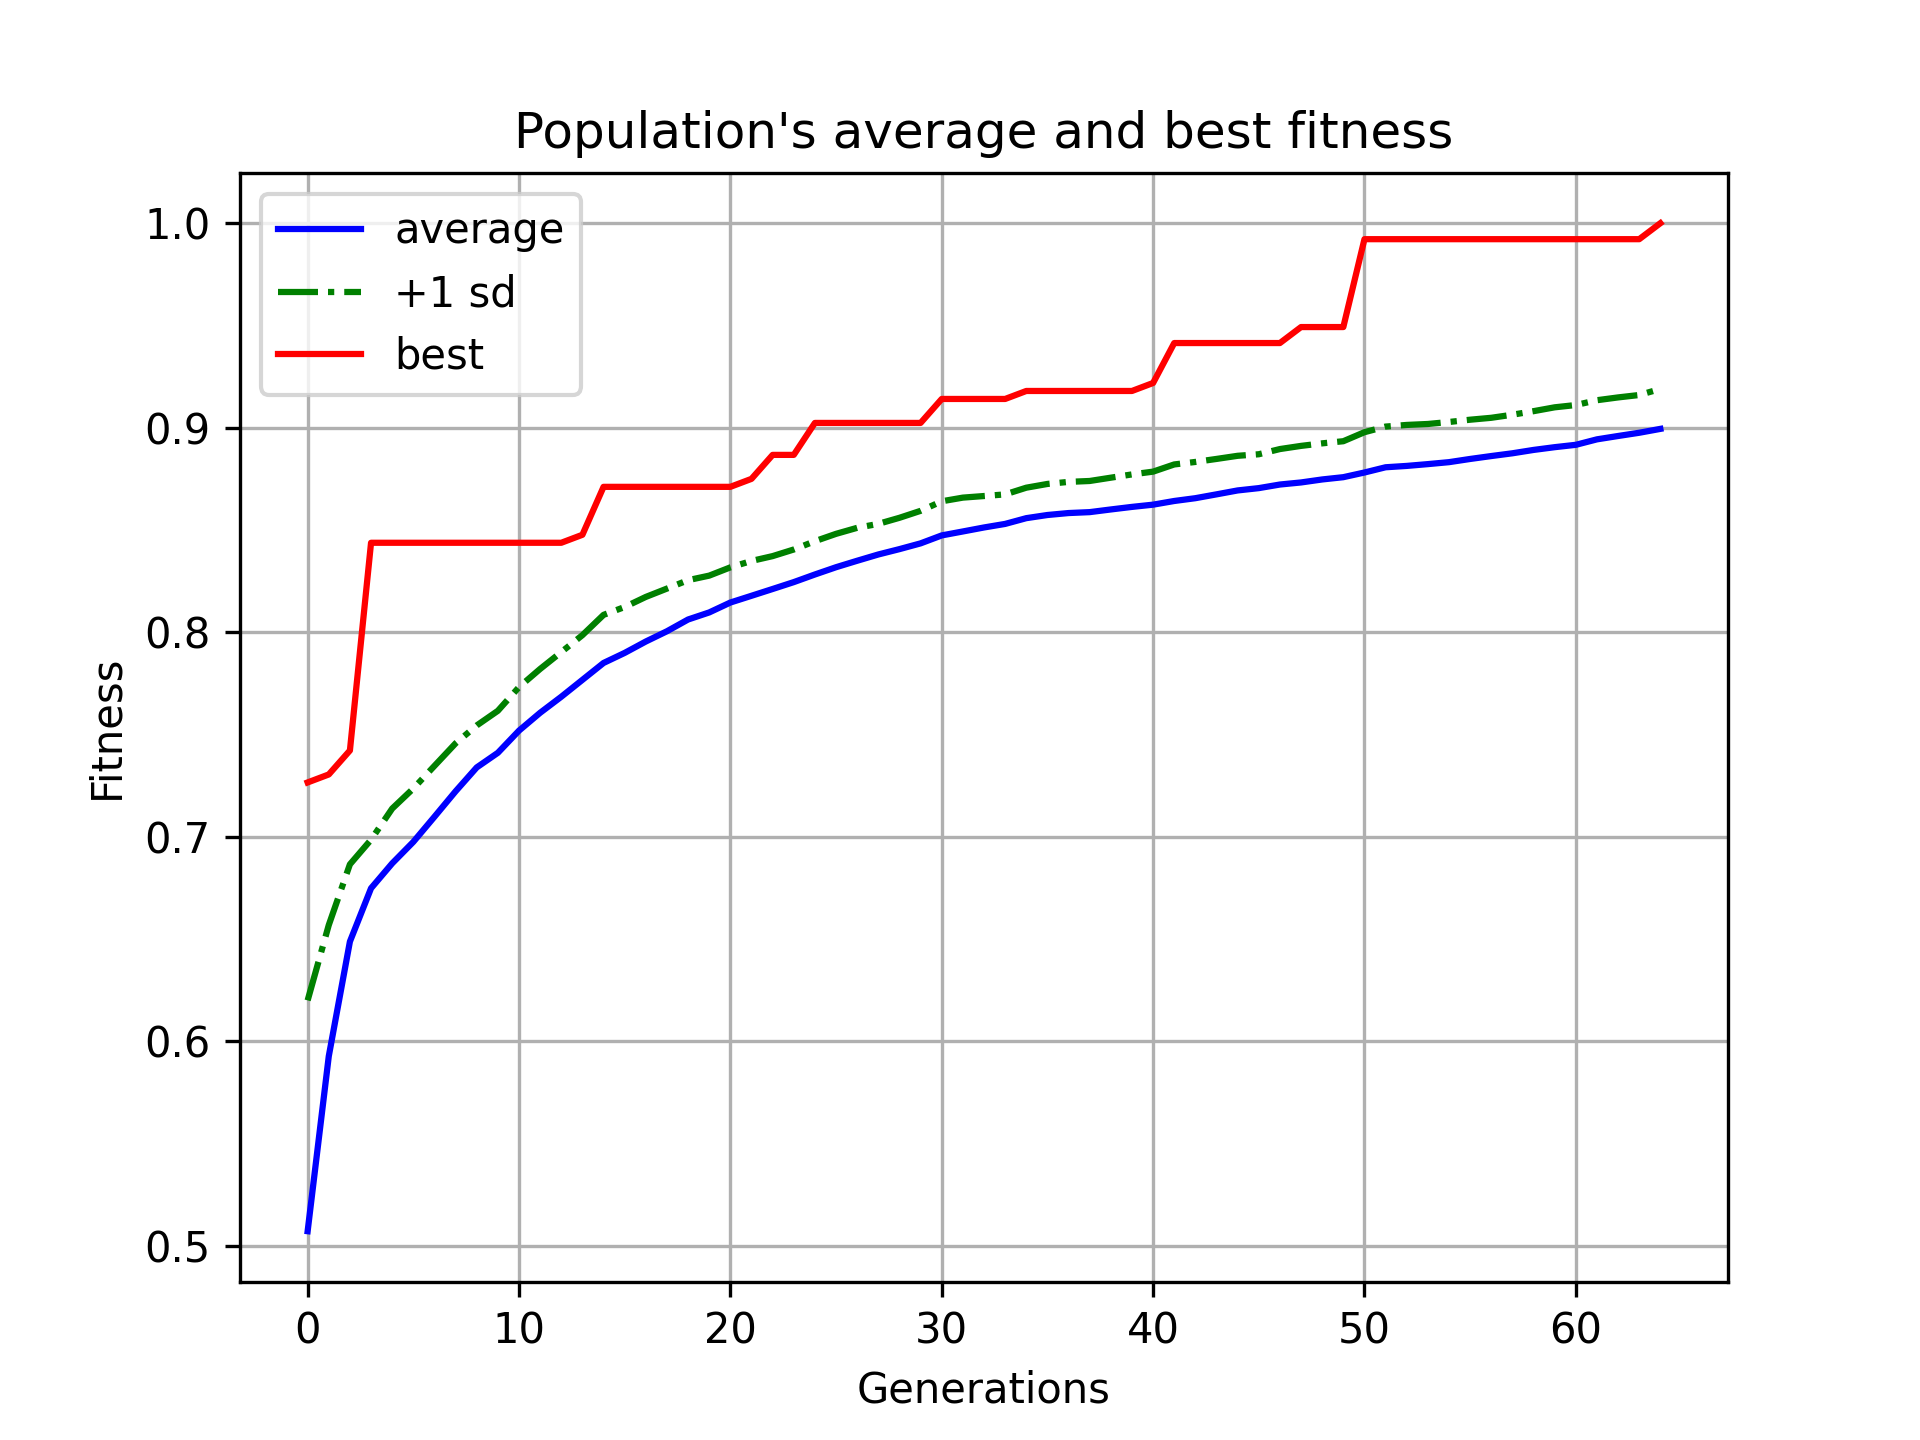 Population's average and best fitness
average
+1 sd
best
1.0
0.9
0.8
0.7
0.6
0.5
Fitness
0 10 20 30 40 50 60
Generations